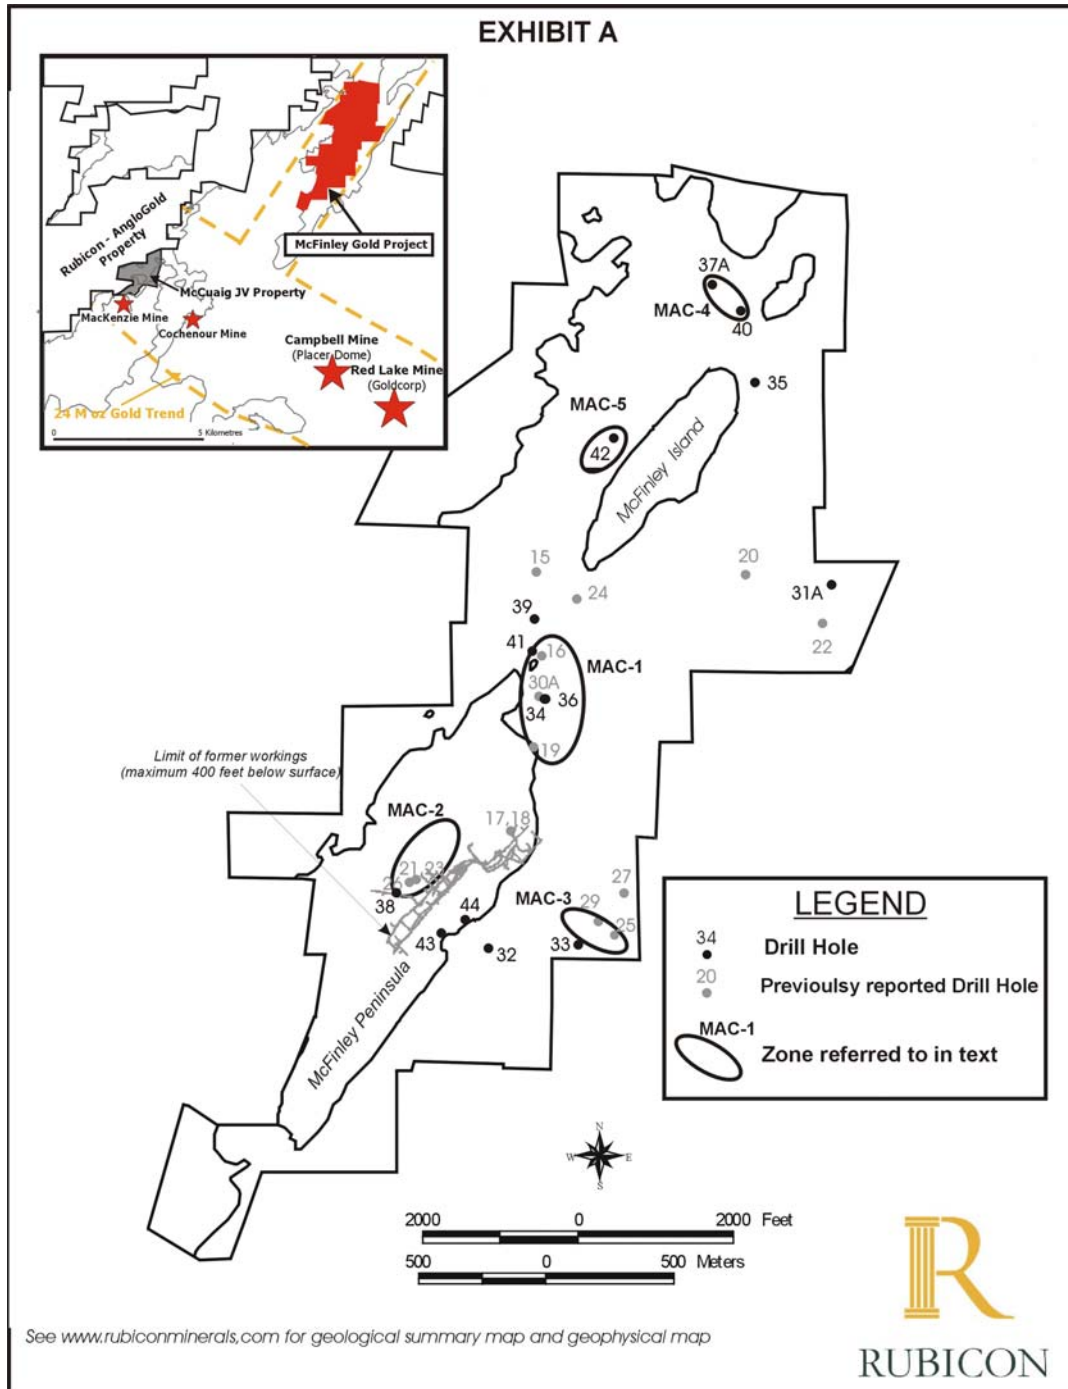 EXHIBIT A
Rubicon - AngloGold
Property
McFinley Gold Project
McCuaig JV Property
MacKenzie Mine
Cochenour Mine
Campbell Mine
(Placer Dome)
Red Lake Mine
(Goldcorp)
24 M oz Gold Trend
0
5 Kilometres
37A
MAC-4
40
35
MAC-5
42
McFinley Island
15
24
20
31A
22
39
41
16
MAC-1
30A
34
36
19
Limit of former workings
(maximum 400 feet below surface)
MAC-2
17,18
21, 23
26
38
44
43
32
MAC-3
27
29
25
33
McFinley Peninsula
LEGEND
34
Drill Hole
20
Previoulsy reported Drill Hole
MAC-1
Zone referred to in text
N
W
E
S
2000 0 2000 Feet
500 0 500 Meters
See www.rubiconminerals,com for geological summary map and geophysical map
R
RUBICON